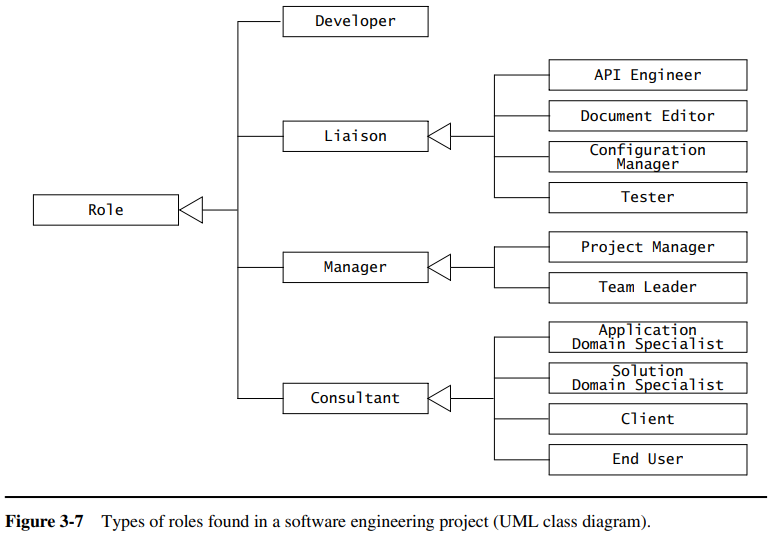 Developer
API Engineer
Document Editor
Liaison
Configuration
Manager
Tester
Role
Project Manager
Manager
Team Leader
Application
Domain Specialist
Solution
Domain Specialist
Consultant
Client
End User
Figure 3-7 Types of roles found in a software engineering project (UML class diagram).